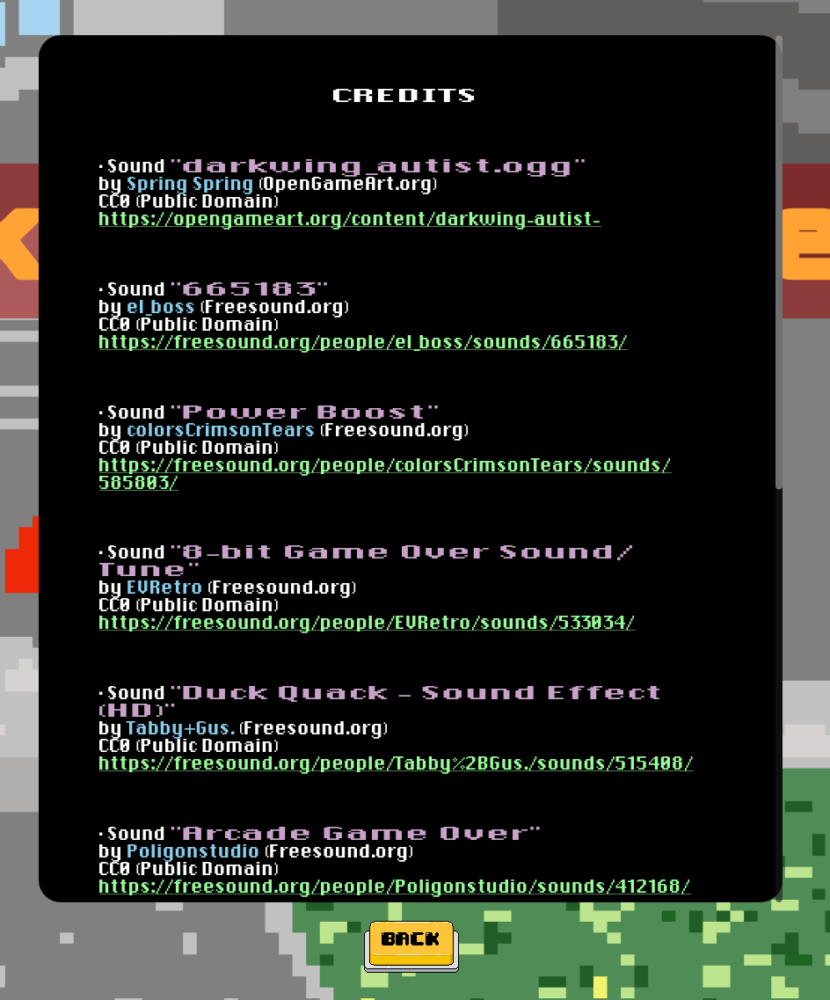 CREDITS
·Sound "darkwing_autist.ogg"
by Spring Spring (OpenGameArt.org)
CC0 (Public Domain)
https://opengameart.org/content/darkwing-autist-
·Sound "665183"
by el_boss (Freesound.org)
CC0 (Public Domain)
https://freesound.org/people/el_boss/sounds/665183/
·Sound "Power Boost"
by colorsCrimsonTears (Freesound.org)
CC0 (Public Domain)
https://freesound.org/people/colorsCrimsonTears/sounds/
585803/
·Sound "8-bit Game Over Sound/
Tune"
by EVRetro (Freesound.org)
CC0 (Public Domain)
https://freesound.org/people/EVRetro/sounds/533034/
·Sound "Duck Quack - Sound Effect
(HD)"
by Tabby+Gus. (Freesound.org)
CC0 (Public Domain)
https://freesound.org/people/Tabby%2BGus./sounds/515408/
·Sound "Arcade Game Over"
by Poligonstudio (Freesound.org)
CC0 (Public Domain)
https://freesound.org/people/Poligonstudio/sounds/412168/
BACK